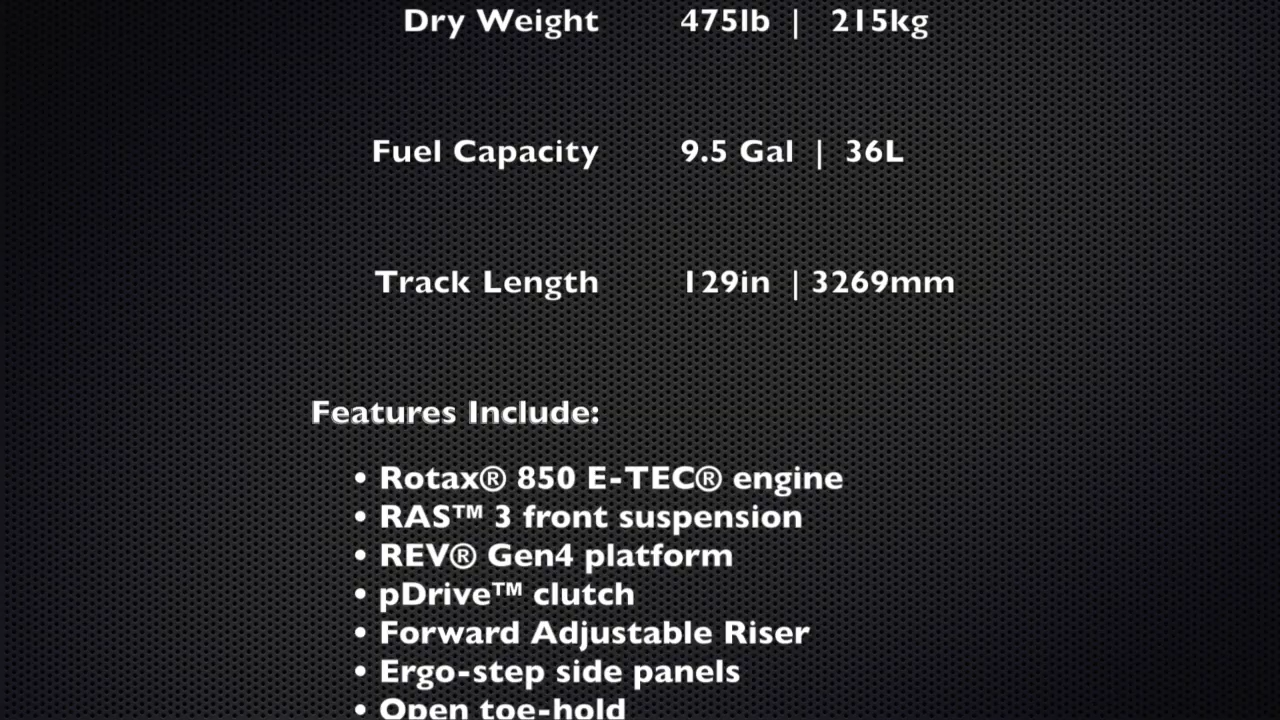 Dry Weight 475lb | 215kg
Fuel Capacity 9.5 Gal | 36L
Track Length 129in | 3269mm
Features Include:
• Rotax® 850 E-TEC® engine
• RAS™ 3 front suspension
• REV® Gen4 platform
• pDrive™ clutch
• Forward Adjustable Riser
• Ergo-step side panels
• Open toe-hold